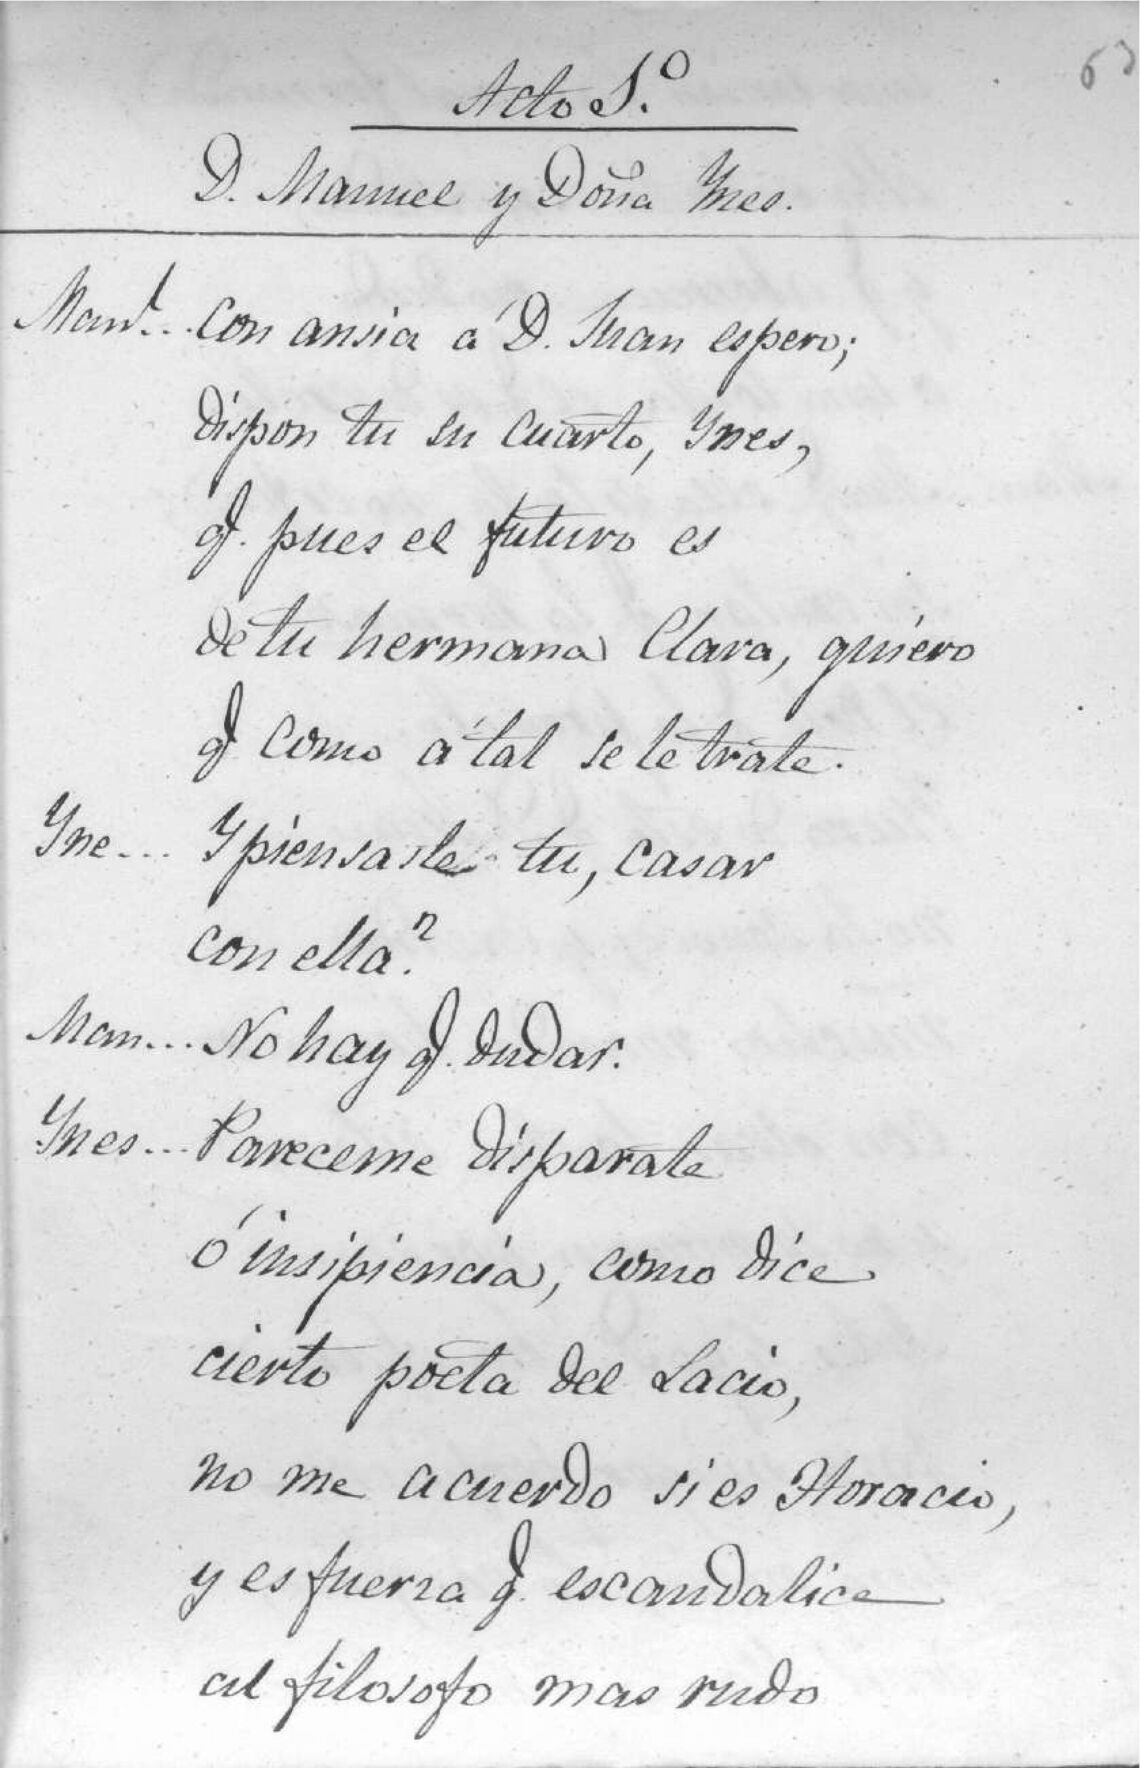 63
Acto 1.º
D. Manuel y Doña Ynes.
Man.l... Con ansia á D. Juan espero;
dispon tu su cuarto, Ynes,
q. pues el futuro es
de tu hermana Clara, quiero
q como á tal se le trate.
Yne... Y piensasle tu, casar
con ella?
Man... No hay q. dudar.
Ynes... Pareceme disparate
ó insipiencia, como dice
cierto poeta del Lacio,
no me acuerdo si es Horacio,
y es fuerza q. escandalice
al filosofo mas rudo